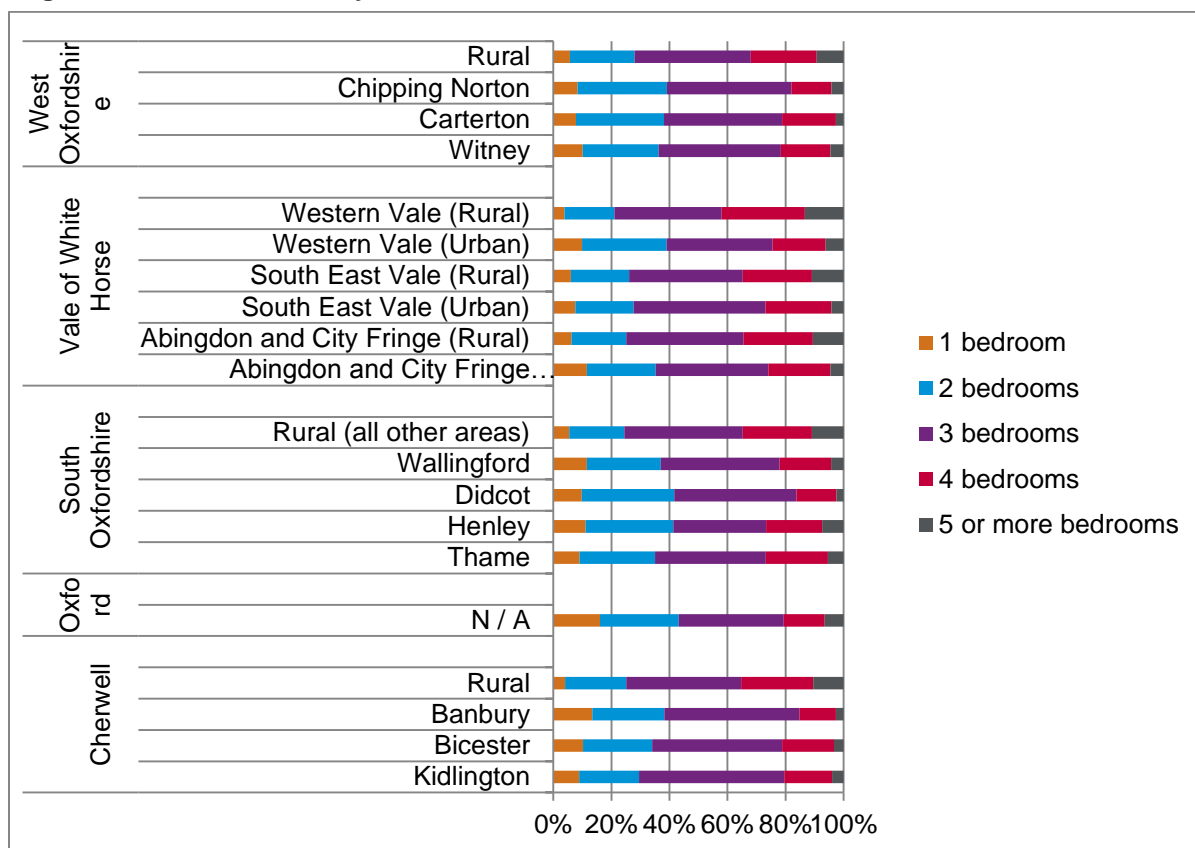 West
Oxfordshir
e
Rural
Chipping Norton
Carterton
Witney
Vale of White
Horse
Western Vale (Rural)
Western Vale (Urban)
South East Vale (Rural)
South East Vale (Urban)
Abingdon and City Fringe (Rural)
Abingdon and City Fringe…
South
Oxfordshire
Rural (all other areas)
Wallingford
Didcot
Henley
Thame
Oxfo
rd
N / A
Cherwell
Rural
Banbury
Bicester
Kidlington
0% 20% 40% 60% 80% 100%
1 bedroom
2 bedrooms
3 bedrooms
4 bedrooms
5 or more bedrooms